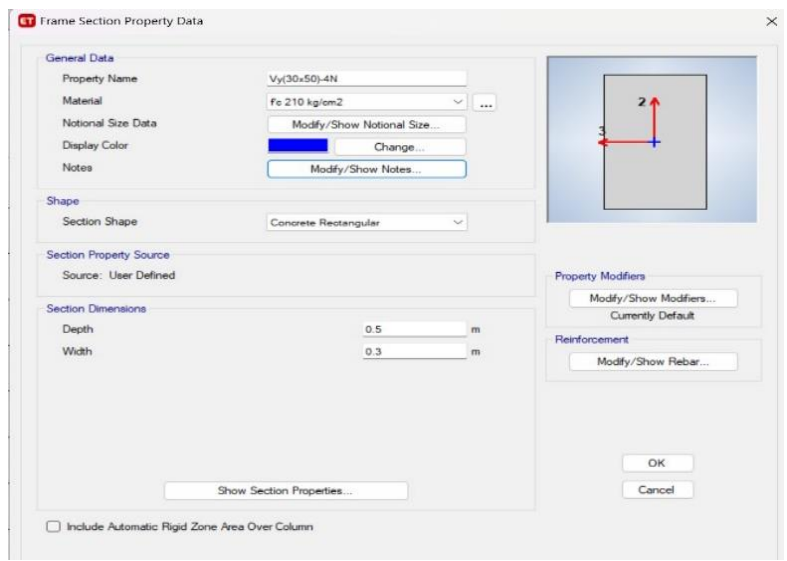 ET Frame Section Property Data
General Data
Property Name Vy(30x50)-4N
Material f'c 210 kg/cm2 ...
Notional Size Data Modify/Show Notional Size...
Display Color Change...
Notes Modify/Show Notes...
Shape
Section Shape Concrete Rectangular
Section Property Source
Source: User Defined
Section Dimensions
Depth 0.5 m
Width 0.3 m
Show Section Properties...
Include Automatic Rigid Zone Area Over Column
2
3
Property Modifiers
Modify/Show Modifiers...
Currently Default
Reinforcement
Modify/Show Rebar...
OK
Cancel